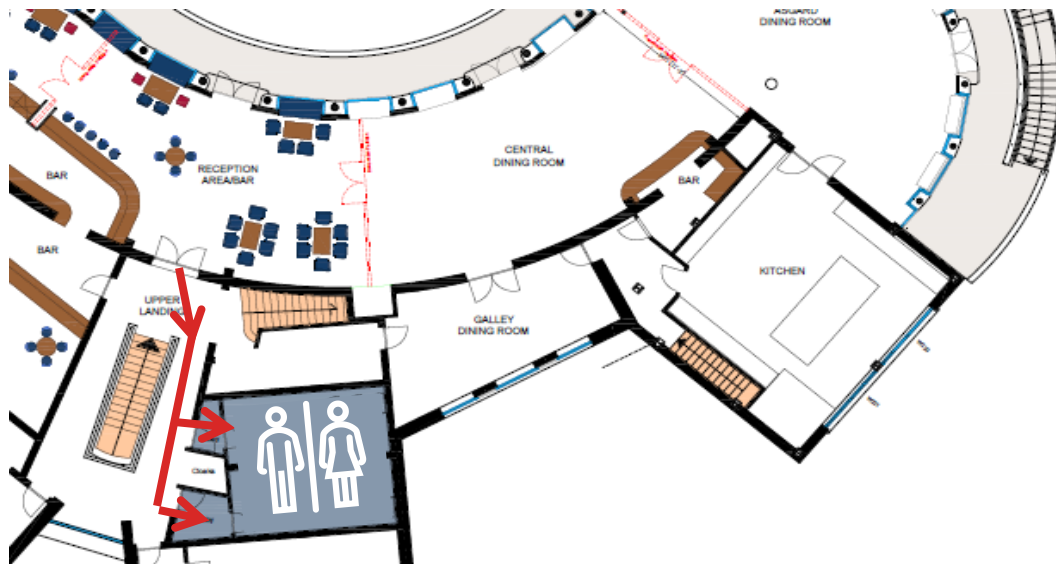 ASGARD
DINING ROOM
CENTRAL
DINING ROOM
RECEPTION
AREA/BAR
BAR
BAR
BAR
KITCHEN
UPPER
LANDING
GALLEY
DINING ROOM
Cloaks